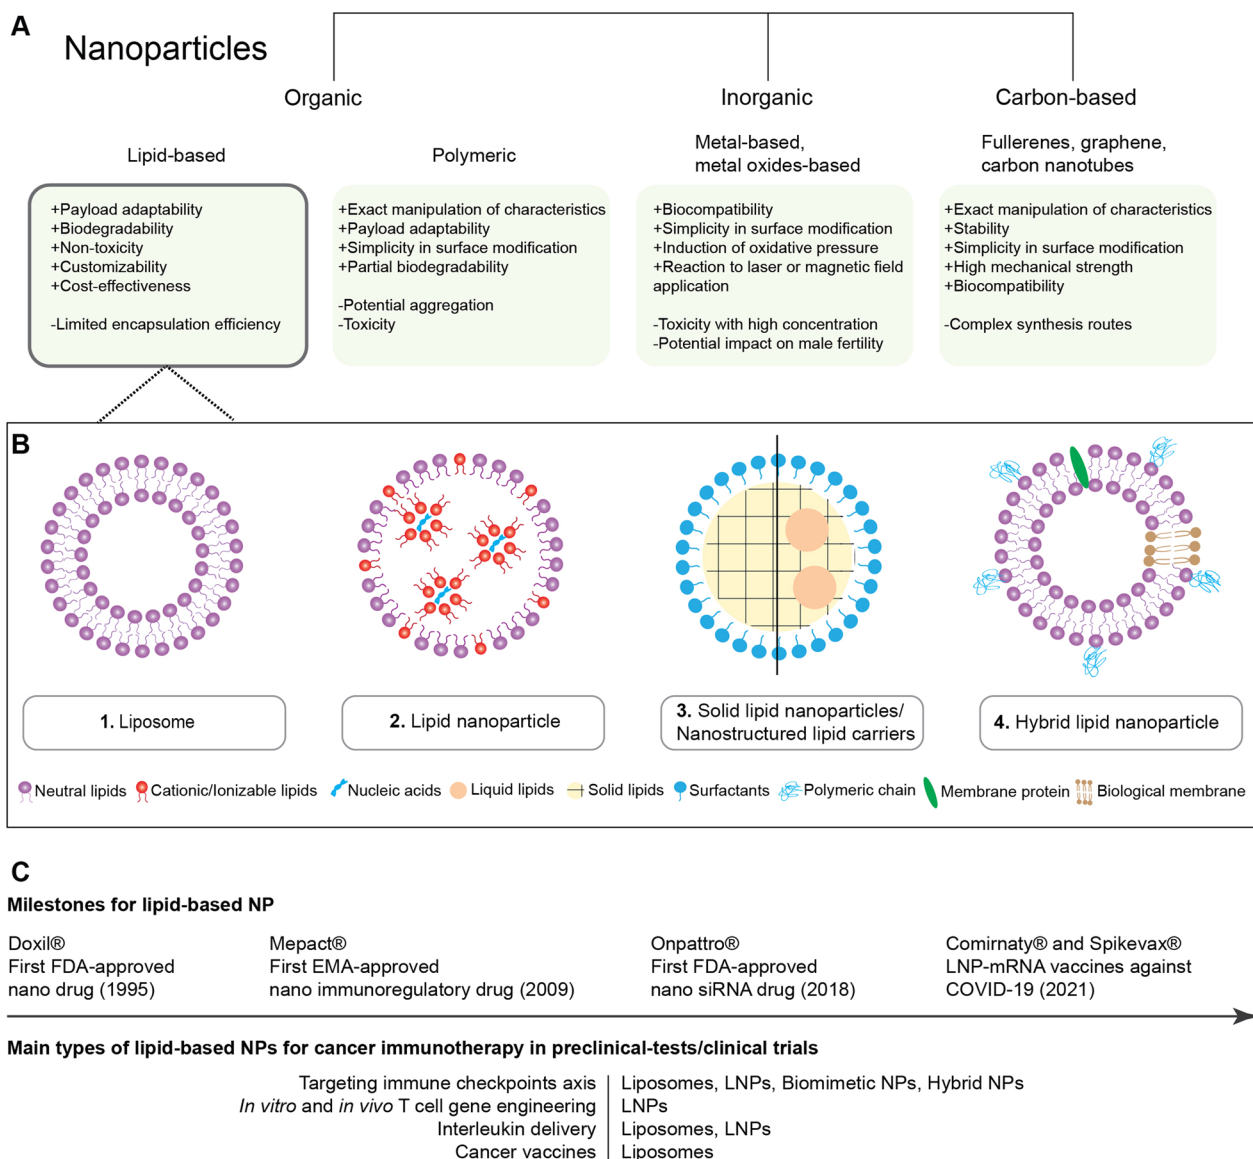 A
Nanoparticles
Organic
Inorganic
Carbon-based
Lipid-based
Polymeric
Metal-based,
metal oxides-based
Fullerenes, graphene,
carbon nanotubes
+Payload adaptability
+Biodegradability
+Non-toxicity
+Customizability
+Cost-effectiveness
-Limited encapsulation efficiency
+Exact manipulation of characteristics
+Payload adaptability
+Simplicity in surface modification
+Partial biodegradability
-Potential aggregation
-Toxicity
+Biocompatibility
+Simplicity in surface modification
+Induction of oxidative pressure
+Reaction to laser or magnetic field
application
-Toxicity with high concentration
-Potential impact on male fertility
+Exact manipulation of characteristics
+Stability
+Simplicity in surface modification
+High mechanical strength
+Biocompatibility
-Complex synthesis routes
B
1. Liposome
2. Lipid nanoparticle
3. Solid lipid nanoparticles/
Nanostructured lipid carriers
4. Hybrid lipid nanoparticle
Neutral lipids
Cationic/Ionizable lipids
Nucleic acids
Liquid lipids
Solid lipids
Surfactants
Polymeric chain
Membrane protein
Biological membrane
C
Milestones for lipid-based NP
Doxil®
First FDA-approved
nano drug (1995)
Mepact®
First EMA-approved
nano immunoregulatory drug (2009)
Onpattro®
First FDA-approved
nano siRNA drug (2018)
Comirnaty® and Spikevax®
LNP-mRNA vaccines against
COVID-19 (2021)
Main types of lipid-based NPs for cancer immunotherapy in preclinical-tests/clinical trials
Targeting immune checkpoints axis Liposomes, LNPs, Biomimetic NPs, Hybrid NPs
In vitro and in vivo T cell gene engineering LNPs
Interleukin delivery Liposomes, LNPs
Cancer vaccines Liposomes